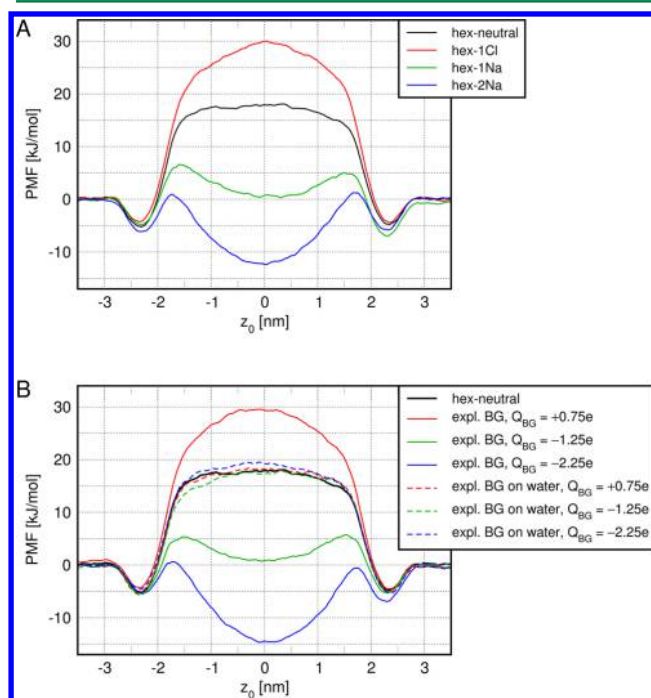 A
hex-neutral
hex-1Cl
hex-1Na
hex-2Na
PMF [kJ/mol]
30
20
10
0
-10
-3 -2 -1 0 1 2 3
z0 [nm]
B
hex-neutral
expl. BG, QBG = +0.75e
expl. BG, QBG = −1.25e
expl. BG, QBG = −2.25e
expl. BG on water, QBG = +0.75e
expl. BG on water, QBG = −1.25e
expl. BG on water, QBG = −2.25e
PMF [kJ/mol]
30
20
10
0
-10
-3 -2 -1 0 1 2 3
z0 [nm]